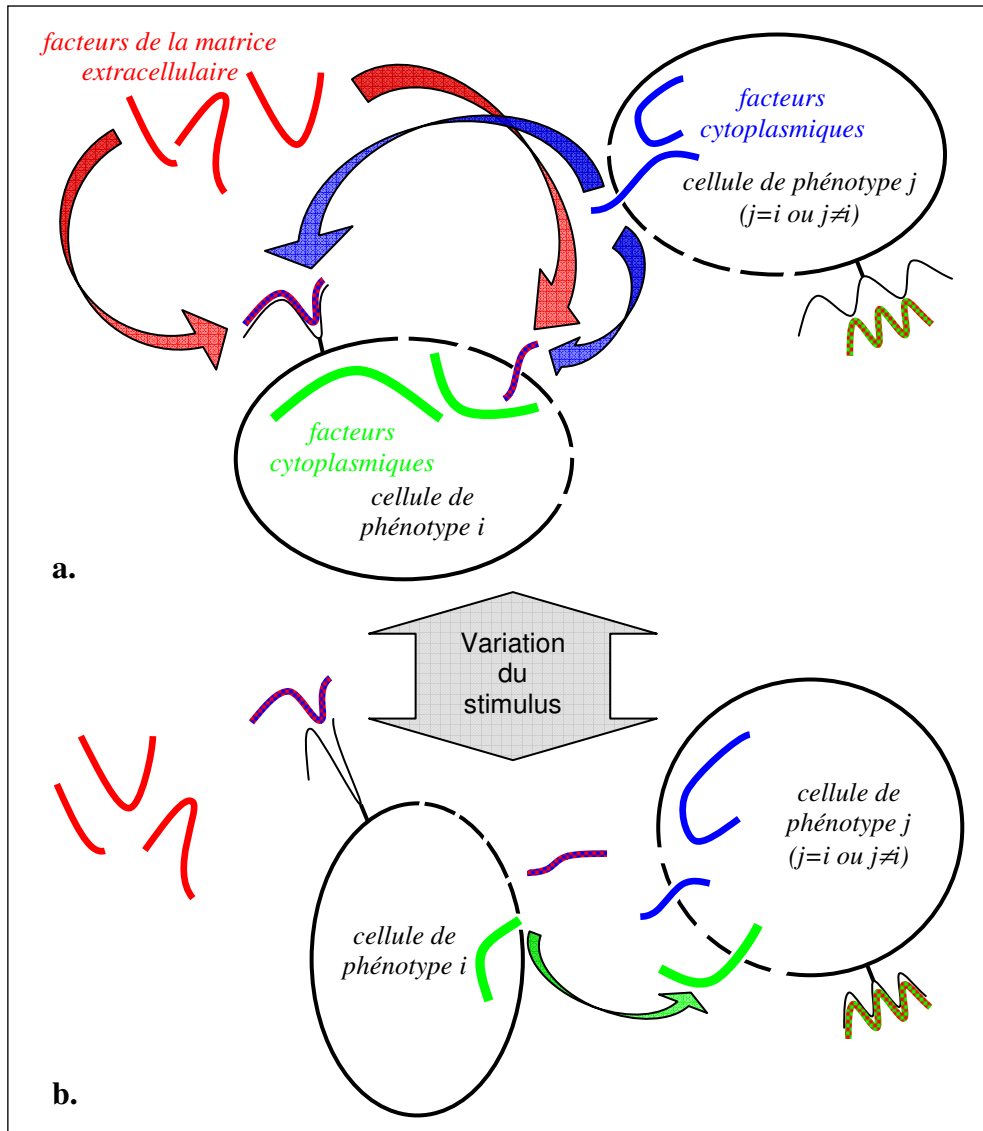 facteurs de la matrice
extracellulaire
facteurs
cytoplasmiques
cellule de phénotype j
(j=i ou j≠i)
facteurs
cytoplasmiques
cellule de
phénotype i
a.
Variation
du
stimulus
cellule de
phénotype j
(j=i ou j≠i)
cellule de
phénotype i
b.